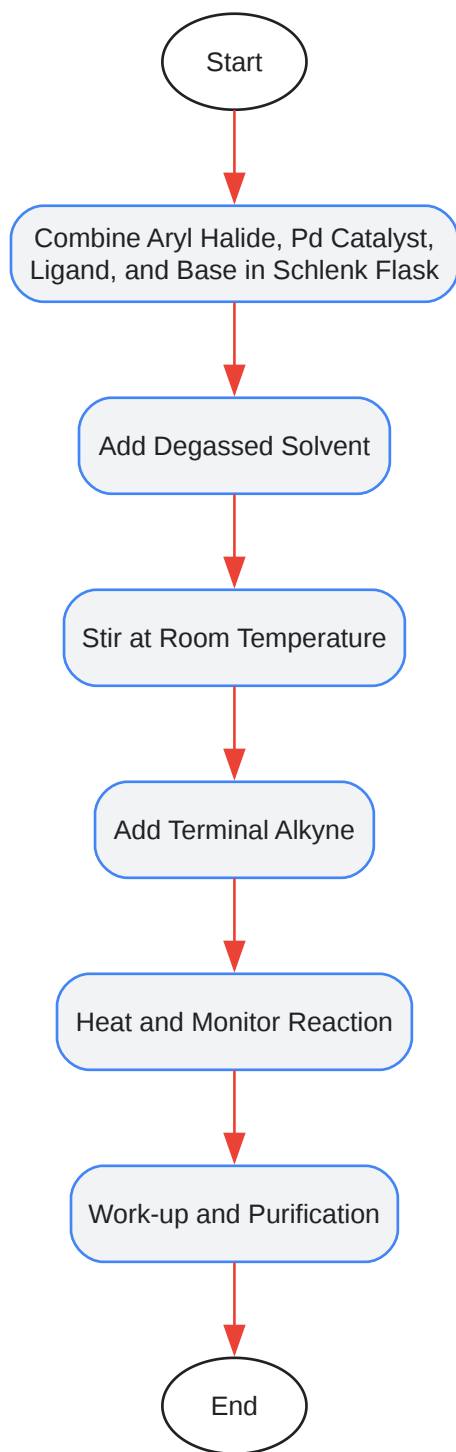 Start
Combine Aryl Halide, Pd Catalyst,
Ligand, and Base in Schlenk Flask
Add Degassed Solvent
Stir at Room Temperature
Add Terminal Alkyne
Heat and Monitor Reaction
Work-up and Purification
End